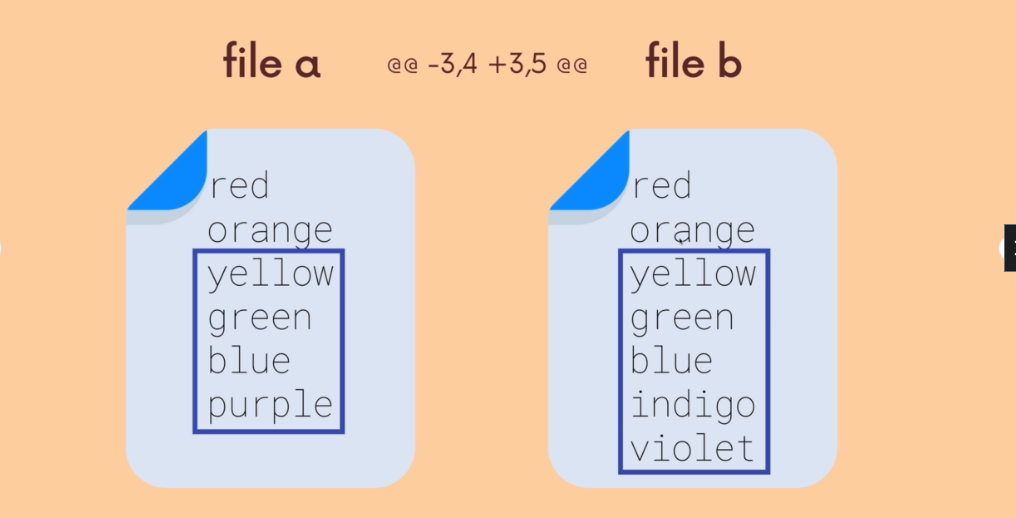 file a @@ -3,4 +3,5 @@ file b
red
orange
yellow
green
blue
purple
red
orange
yellow
green
blue
indigo
violet